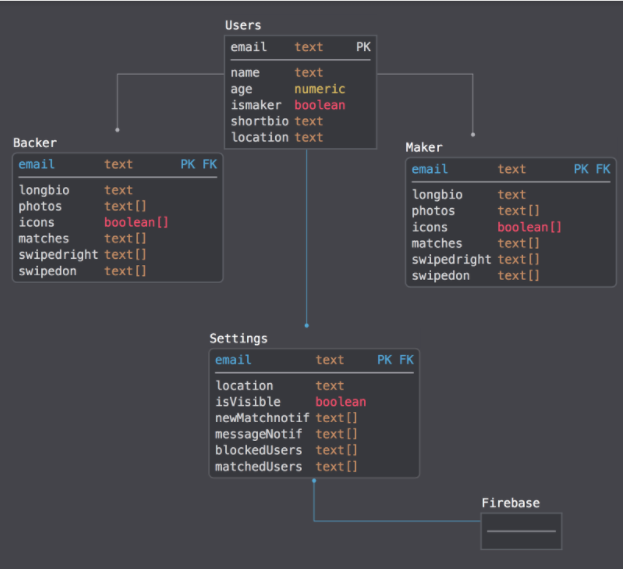 Users
email text PK
name text
age numeric
ismaker boolean
shortbio text
location text
Backer
email text PK FK
longbio text
photos text[]
icons boolean[]
matches text[]
swipedright text[]
swipedon text[]
Maker
email text PK FK
longbio text
photos text[]
icons boolean[]
matches text[]
swipedright text[]
swipedon text[]
Settings
email text PK FK
location text
isVisible boolean
newMatchnotif text[]
messageNotif text[]
blockedUsers text[]
matchedUsers text[]
Firebase